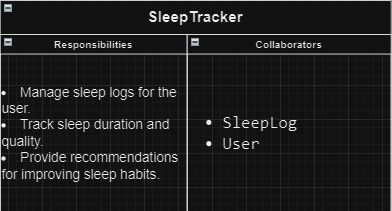 SleepTracker
Responsibilities
Collaborators
• Manage sleep logs for the
user.
• Track sleep duration and
quality.
• Provide recommendations
for improving sleep habits.
• SleepLog
• User